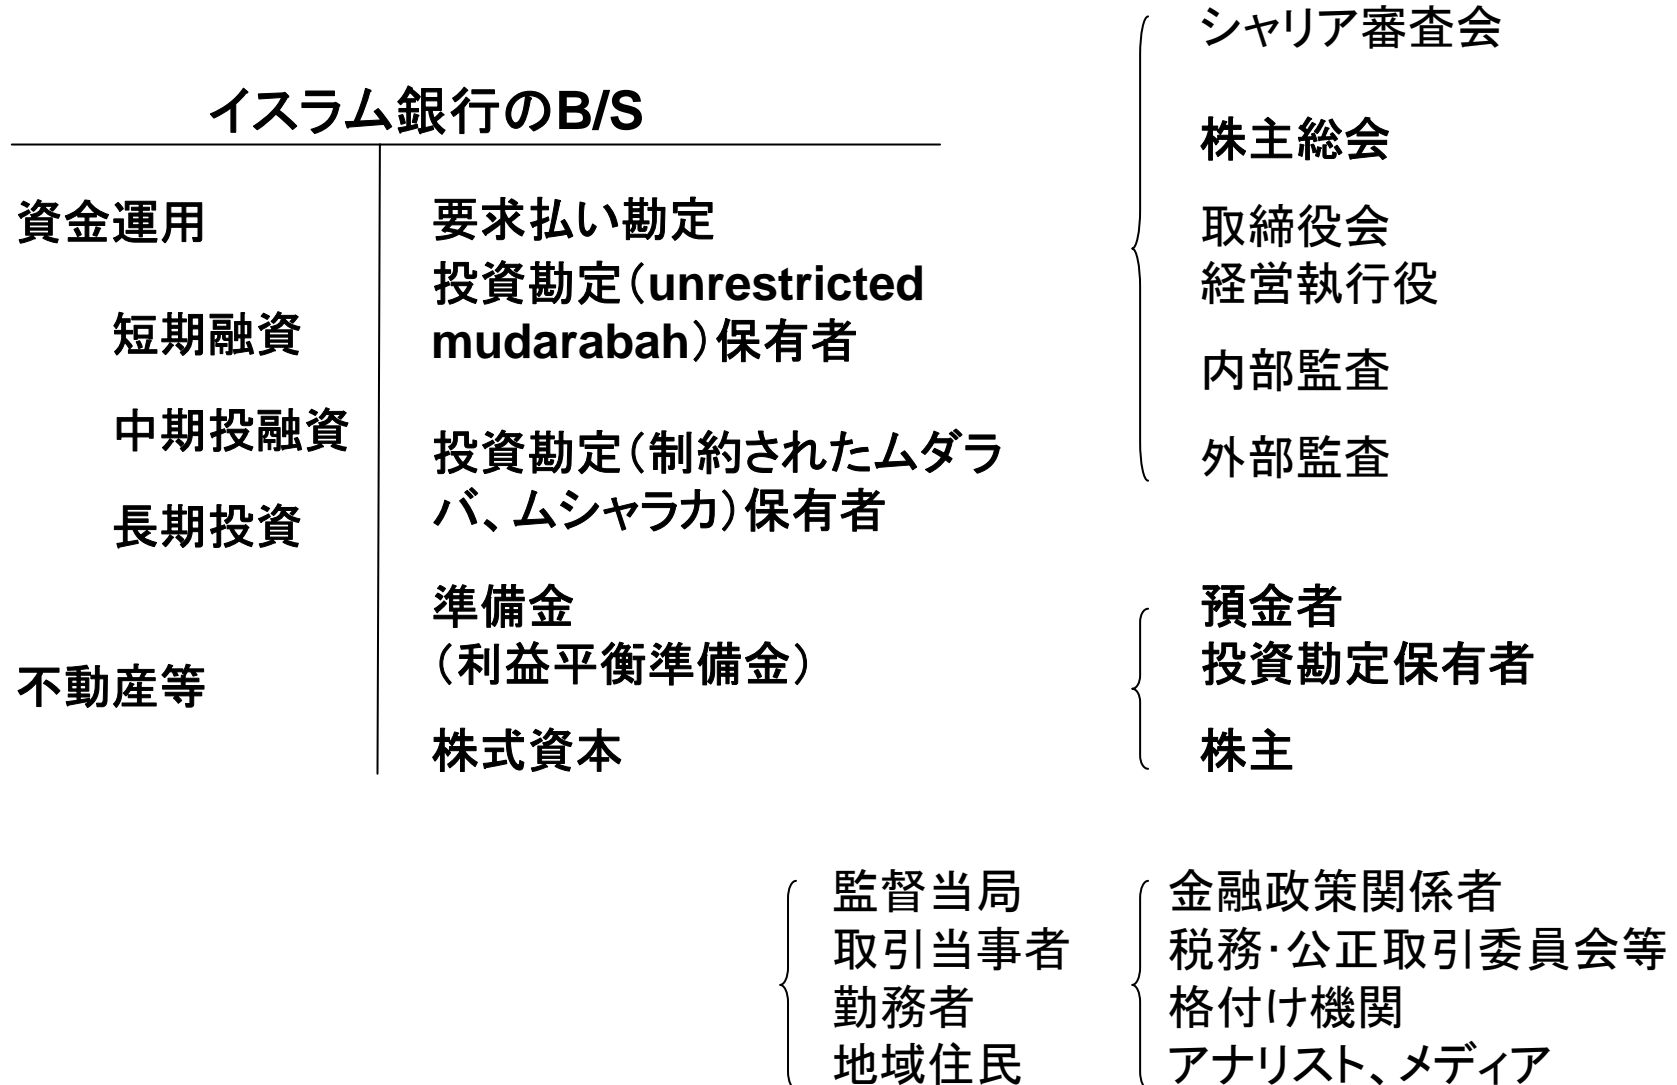 イスラム銀行のB/S
資金運用
短期融資
中期投融資
長期投資
不動産等
要求払い勘定
投資勘定（unrestricted
mudarabah）保有者
投資勘定（制約されたムダラ
バ、ムシャラカ）保有者
準備金
（利益平衡準備金）
株式資本
シャリア審査会
株主総会
取締役会
経営執行役
内部監査
外部監査
預金者
投資勘定保有者
株主
監督当局
取引当事者
勤務者
地域住民
金融政策関係者
税務・公正取引委員会等
格付け機関
アナリスト、メディア